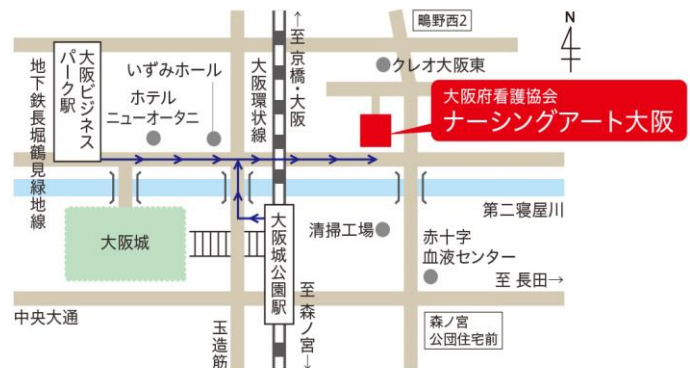 鴫野西2
N
←至 京橋・大阪
大阪環状線
クレオ大阪東
大阪ビジネス
パーク駅
いずみホール
ホテル
ニューオータニ
地下鉄長堀鶴見緑地線
大阪府看護協会
ナーシングアート大阪
第二寝屋川
大阪城
大阪城公園駅
清掃工場
赤十字
血液センター
至 長田→
中央大通
玉造筋
至 森ノ宮→
森ノ宮
公団住宅前